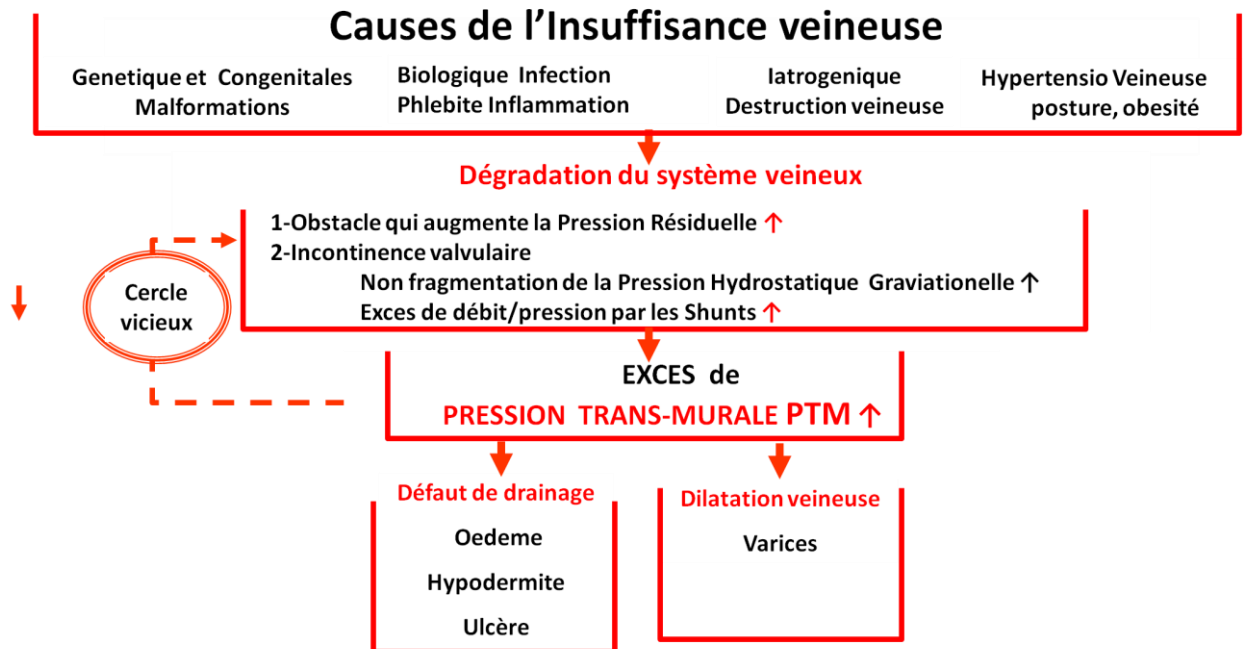 Causes de l’Insuffisance veineuse
Genetique et Congenitales
Malformations
Biologique Infection
Phlebite Inflammation
Iatrogenique
Destruction veineuse
Hypertensio Veineuse
posture, obesité
Dégradation du système veineux
1-Obstacle qui augmente la Pression Résiduelle ↑
2-Incontinence valvulaire
Non fragmentation de la Pression Hydrostatique Graviationelle ↑
Exces de débit/pression par les Shunts ↑
Cercle
vicieux
EXCES de
PRESSION TRANS-MURALE PTM ↑
Défaut de drainage
Oedeme
Hypodermite
Ulcère
Dilatation veineuse
Varices